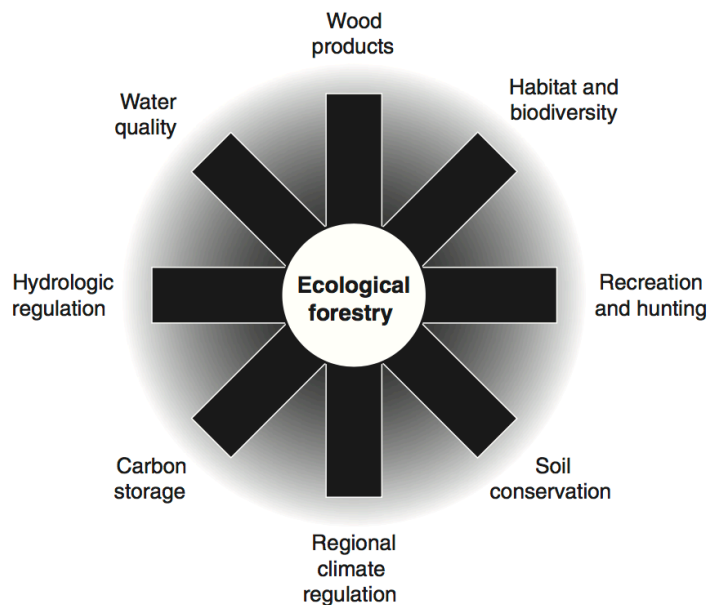 Wood
products
Habitat and
biodiversity
Recreation
and hunting
Soil
conservation
Regional
climate
regulation
Carbon
storage
Hydrologic
regulation
Water
quality
Ecological
forestry